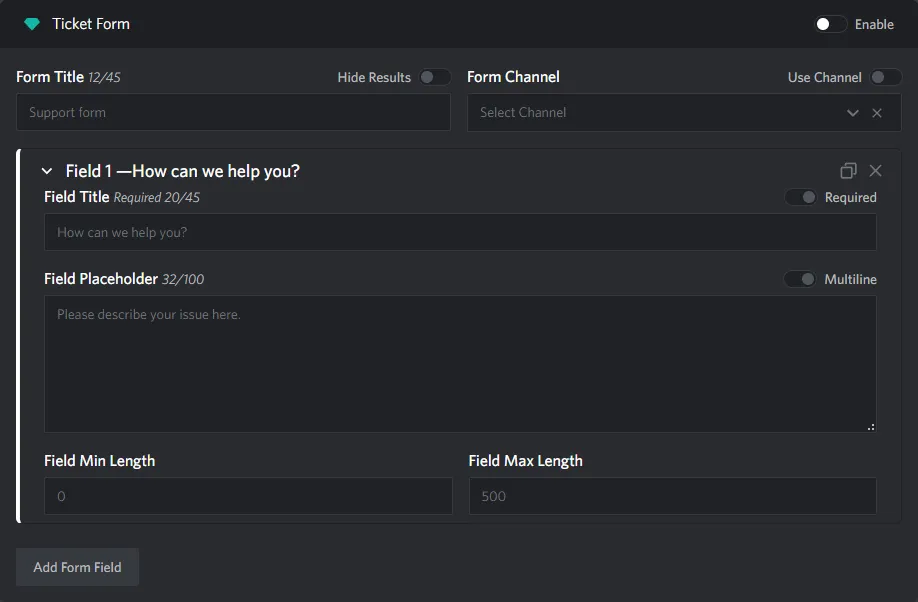 Ticket Form Enable
Form Title 12/45 Hide Results Form Channel Use Channel
Support form Select Channel
Field 1 —How can we help you?
Field Title Required 20/45 Required
How can we help you?
Field Placeholder 32/100 Multiline
Please describe your issue here.
Field Min Length Field Max Length
0 500
Add Form Field